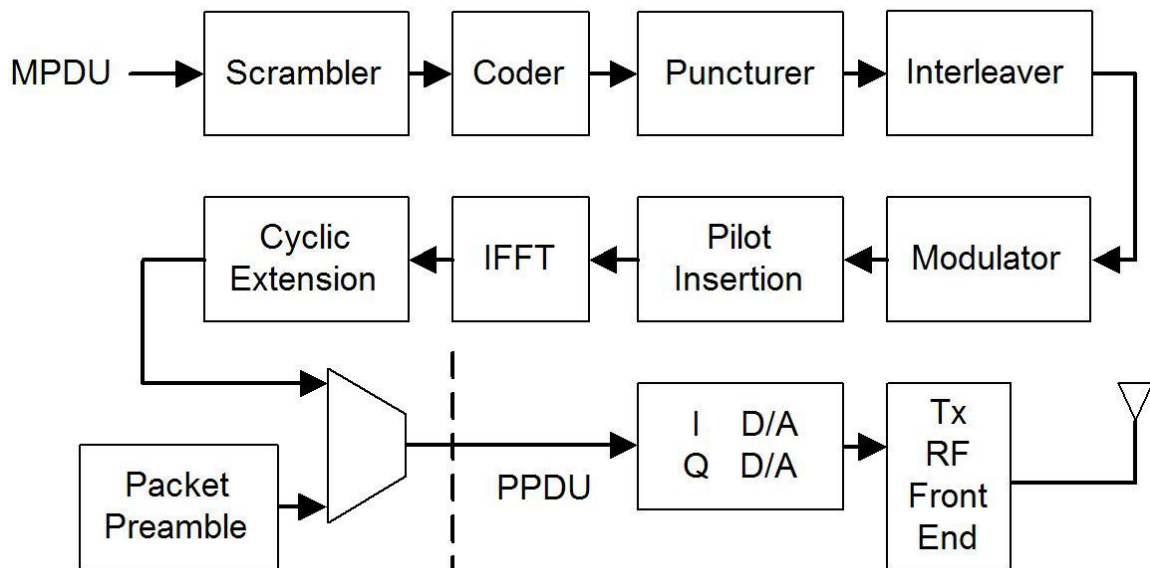 MPDU
Scrambler
Coder
Puncturer
Interleaver
Cyclic
Extension
IFFT
Pilot
Insertion
Modulator
Packet
Preamble
PPDU
I D/A
Q D/A
Tx
RF
Front
End